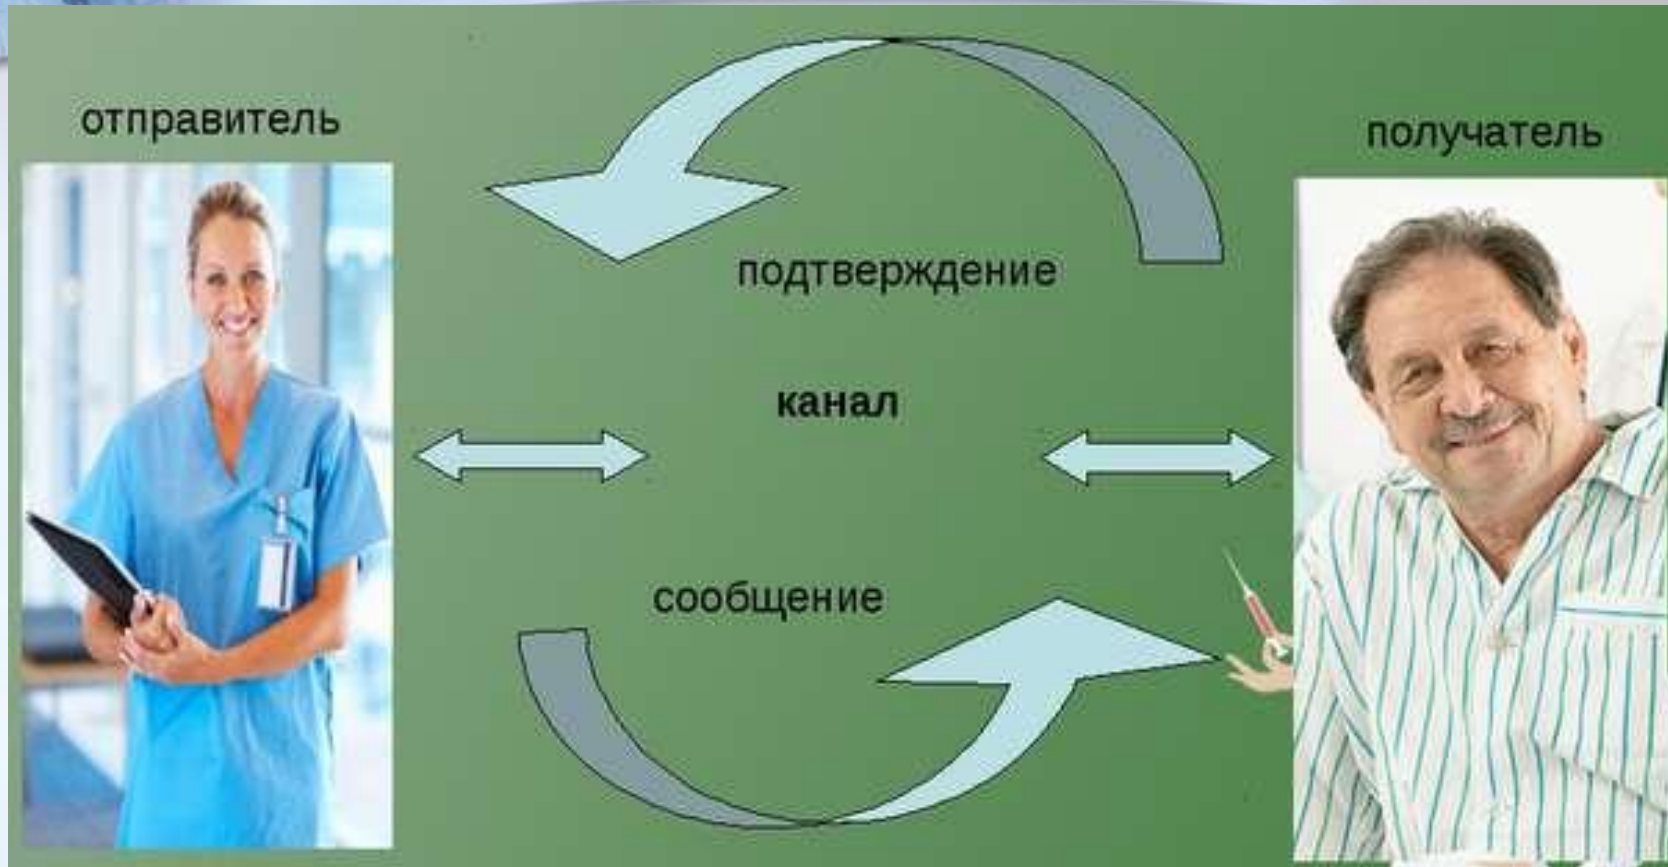 отправитель
получатель
подтверждение
канал
сообщение